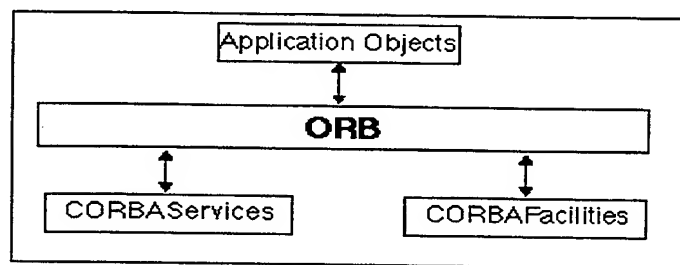 Application Objects
ORB
CORBAServices
CORBAFacilities